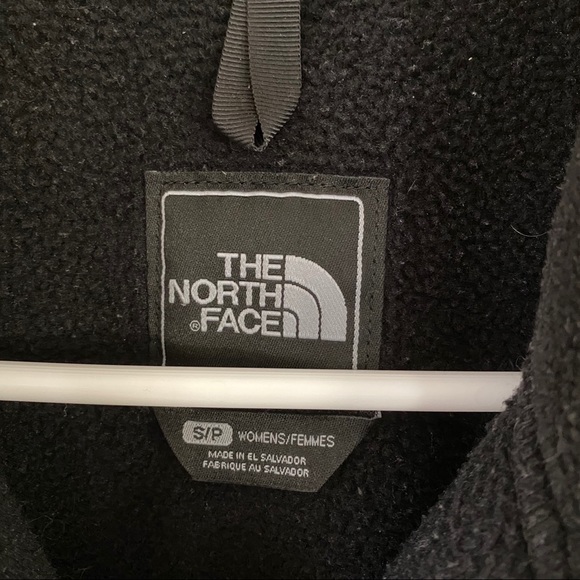 THE
NORTH
® FACE
S/P WOMENS/FEMMES
MADE IN EL SALVADOR
FABRIQUE AU SALVADOR